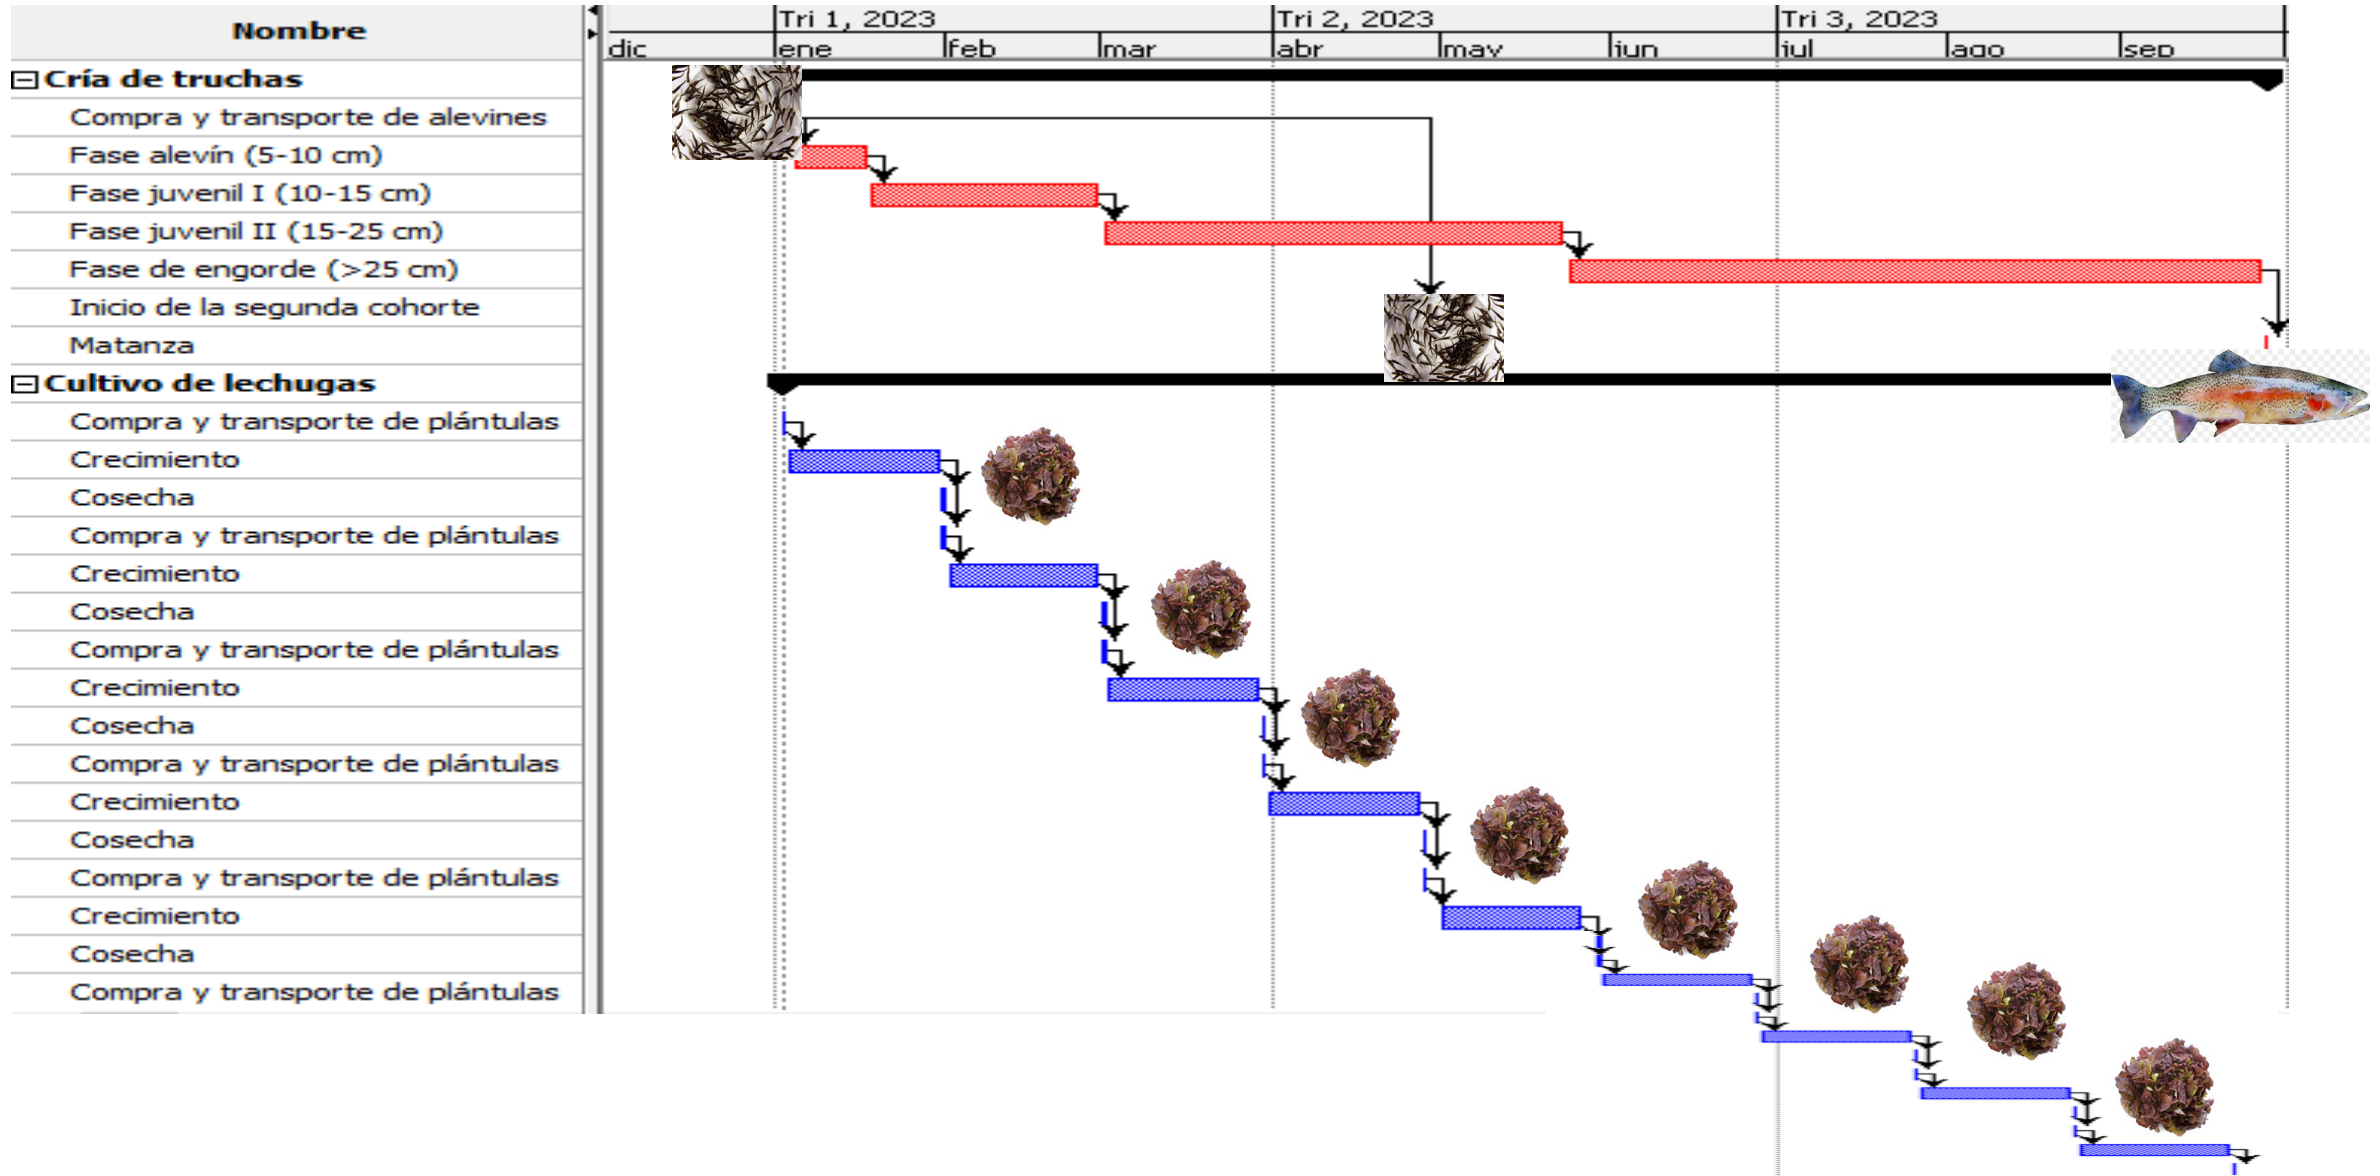 Nombre
Tri 1, 2023 Tri 2, 2023 Tri 3, 2023
dic ene feb mar abr may jun jul ago sep
Cría de truchas
Compra y transporte de alevines
Fase alevín (5-10 cm)
Fase juvenil I (10-15 cm)
Fase juvenil II (15-25 cm)
Fase de engorde (>25 cm)
Inicio de la segunda cohorte
Matanza
Cultivo de lechugas
Compra y transporte de plántulas
Crecimiento
Cosecha
Compra y transporte de plántulas
Crecimiento
Cosecha
Compra y transporte de plántulas
Crecimiento
Cosecha
Compra y transporte de plántulas
Crecimiento
Cosecha
Compra y transporte de plántulas
Crecimiento
Cosecha
Compra y transporte de plántulas